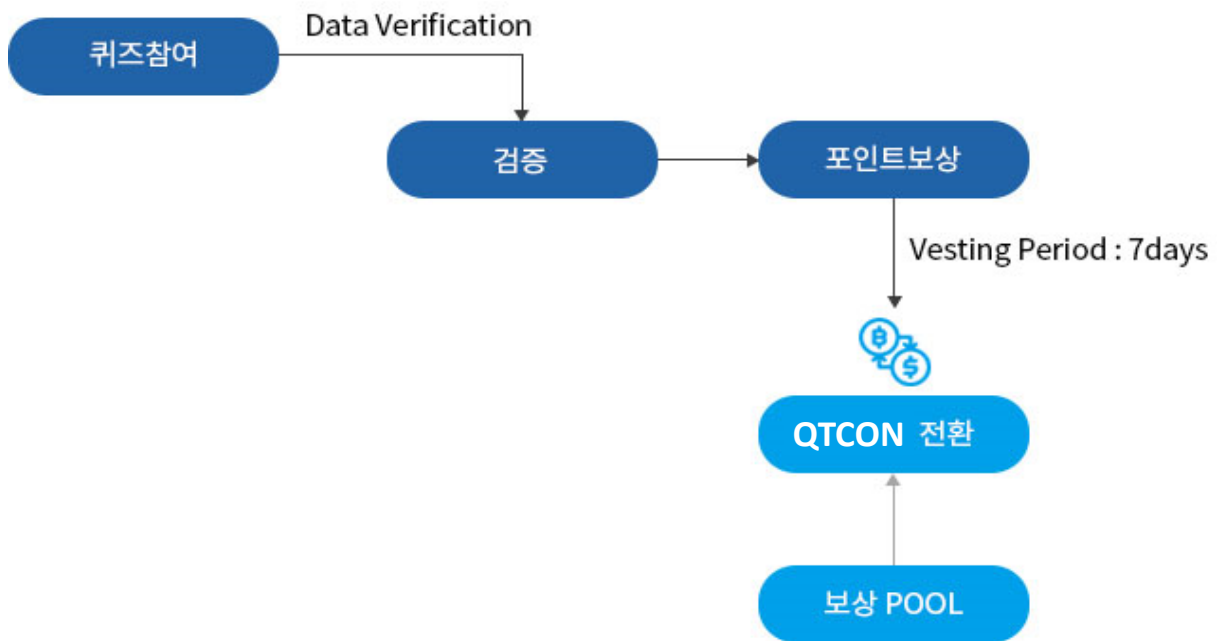 Data Verification
퀴즈참여
검증
포인트보상
Vesting Period : 7days
QTCON 전환
보상 POOL